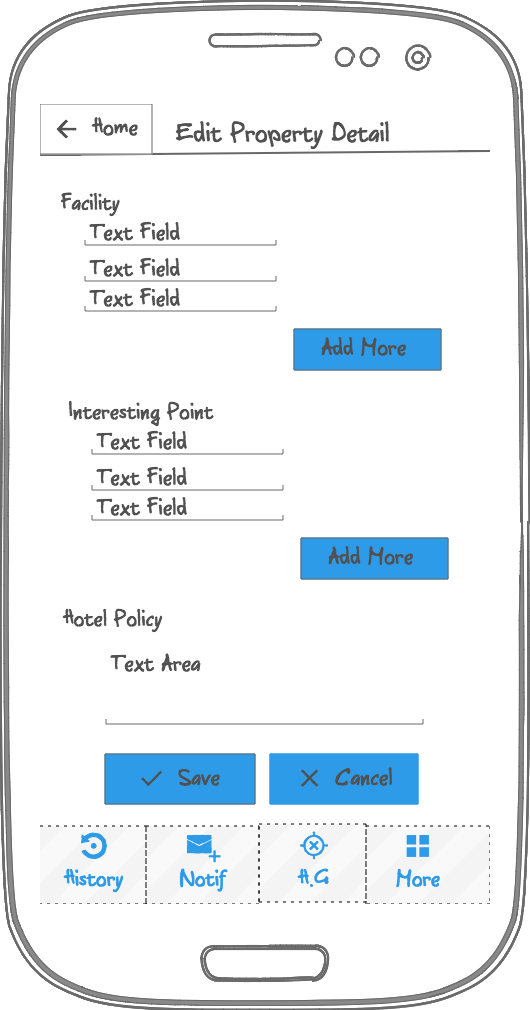 Home
Edit Property Detail
Facility
Text Field
Text Field
Text Field
Add More
Interesting Point
Text Field
Text Field
Text Field
Add More
Hotel Policy
Text Area
Save
Cancel
History
Notif
H.G
More